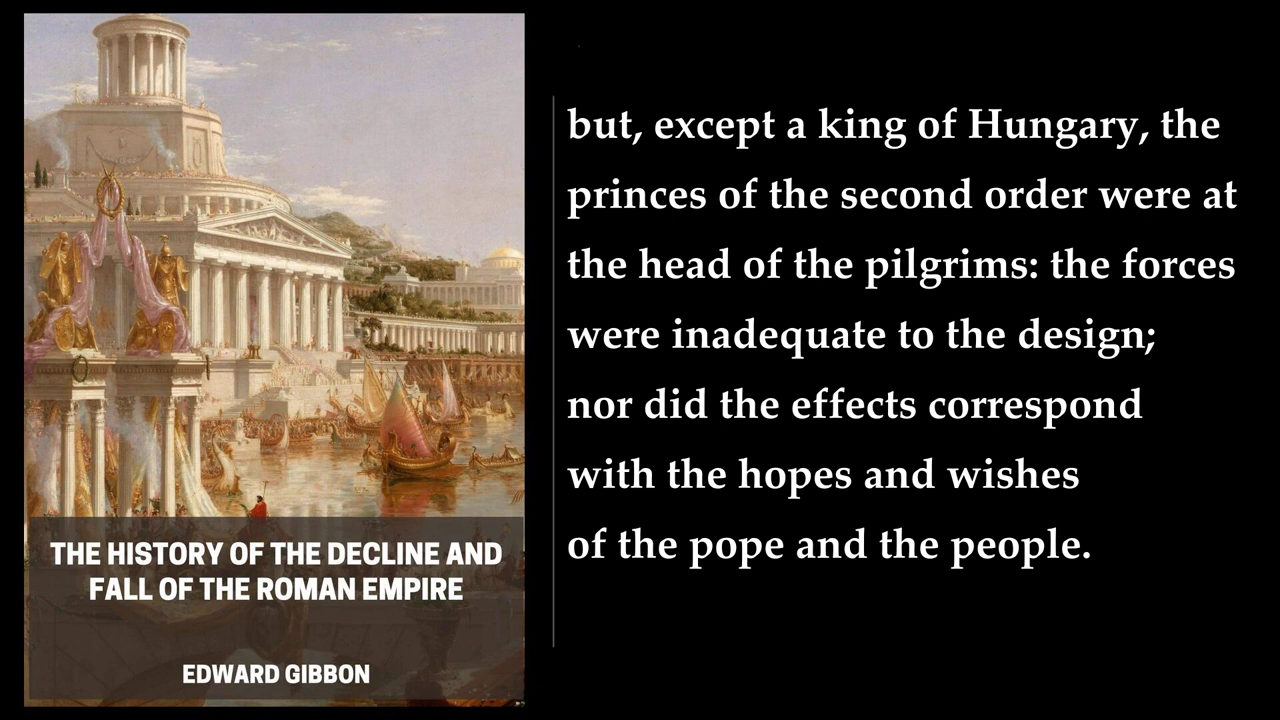 THE HISTORY OF THE DECLINE AND
FALL OF THE ROMAN EMPIRE
EDWARD GIBBON
but, except a king of Hungary, the
princes of the second order were at
the head of the pilgrims: the forces
were inadequate to the design;
nor did the effects correspond
with the hopes and wishes
of the pope and the people.